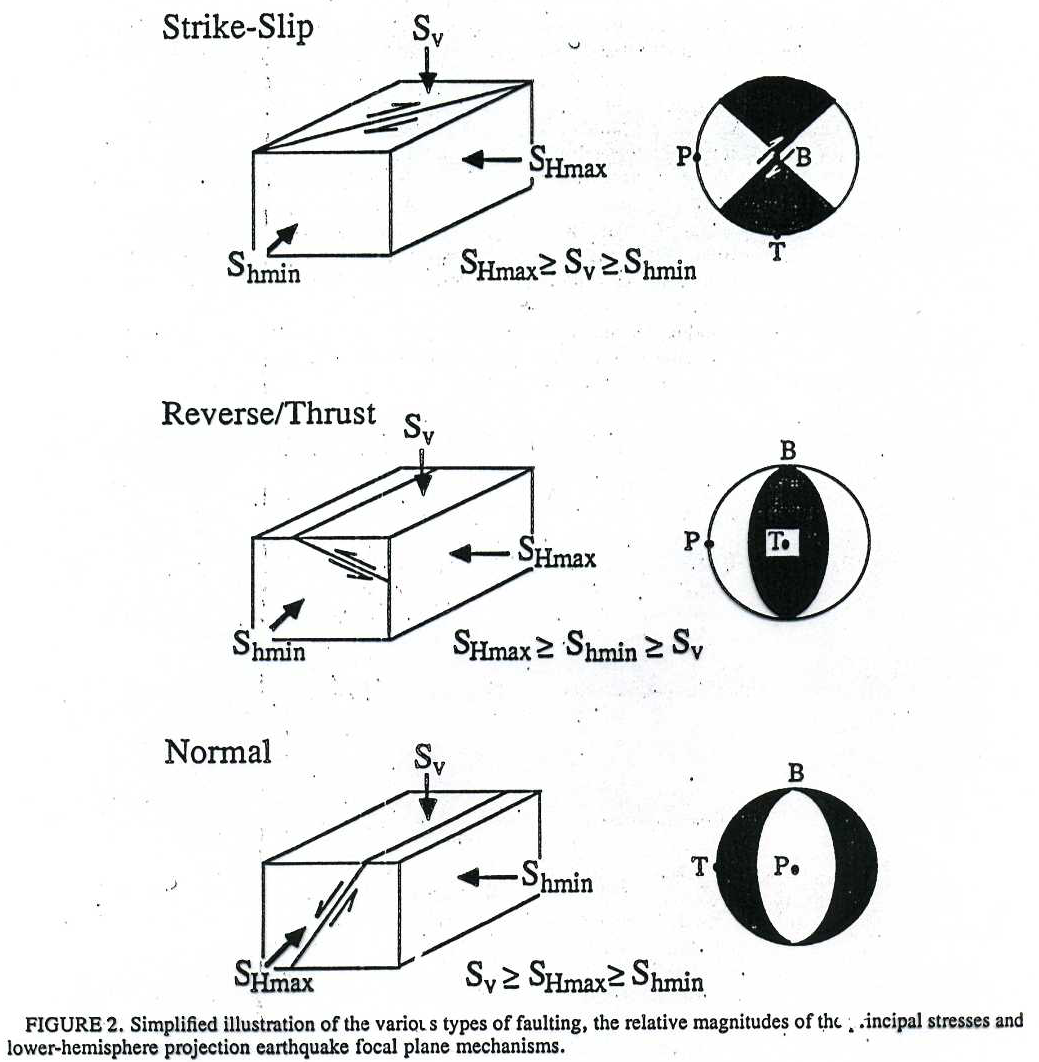 Strike-Slip
Sv
SHmax
Shmin
SHmax ≥ Sv ≥ Shmin
P
B
T
Reverse/Thrust
Sv
SHmax
Shmin
SHmax ≥ Shmin ≥ Sv
B
P
T
Normal
Sv
Shmin
SHmax
Sv ≥ SHmax ≥ Shmin
B
T
P
FIGURE 2. Simplified illustration of the various types of faulting, the relative magnitudes of the stresses and
lower-hemisphere projection earthquake focal plane mechanisms.